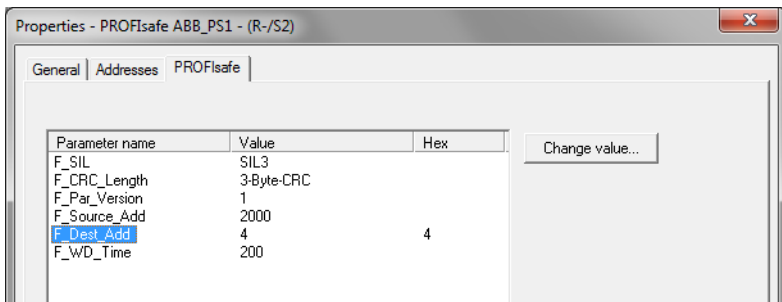 Properties - PROFIsafe ABB_PS1 - (R-/S2)
General Addresses PROFIsafe
Parameter name Value Hex
Change value...
F_SIL SIL3
F_CRC_Length 3-Byte-CRC
F_Par_Version 1
F_Source_Add 2000
F_Dest_Add 4 4
F_WD_Time 200